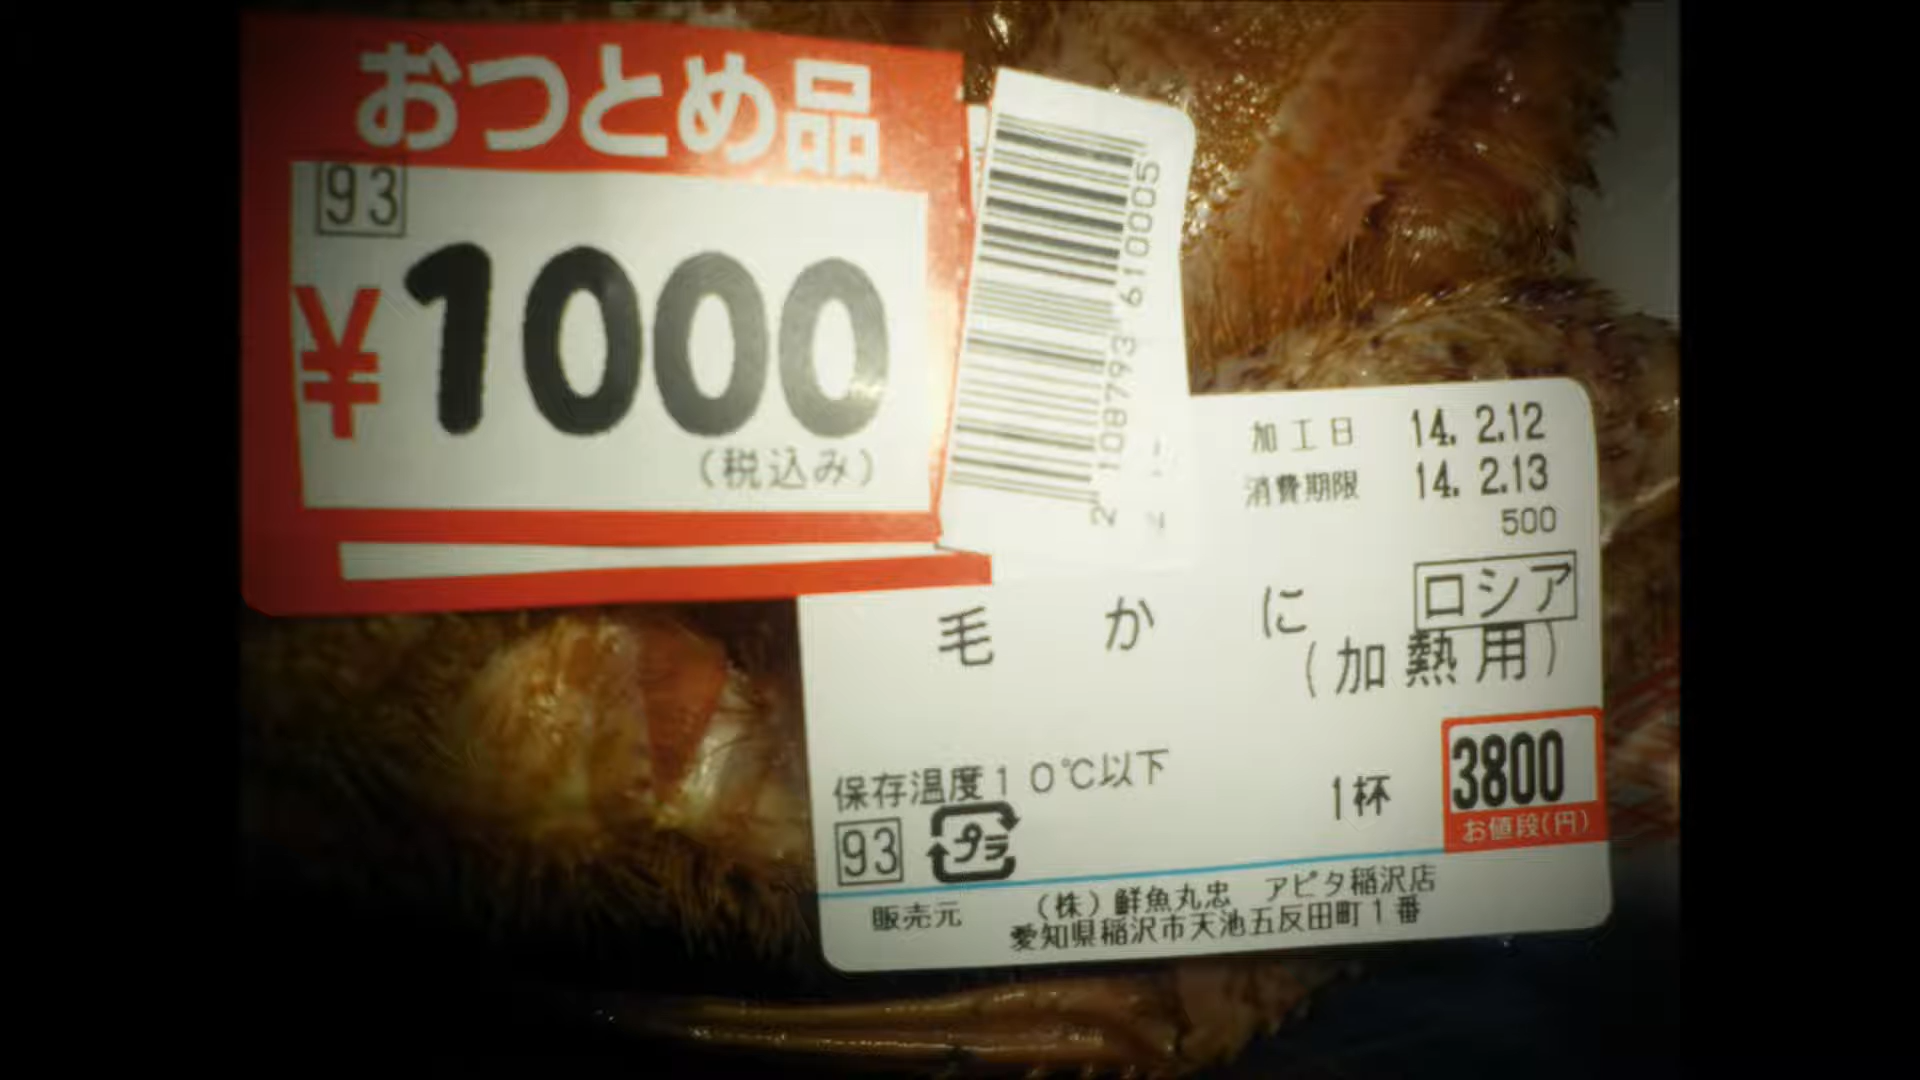 おつとめ品
93
¥1000
(税込み)
2 108793 610005
加工日 14. 2.12
消費期限 14. 2.13
500
ロシア
毛かに
(加熱用)
保存温度10℃以下
1杯
3800
お値段(円)
93
プラ
販売元 (株)鮮魚丸忠 アピタ稲沢店
愛知県稲沢市天池五反田町1番